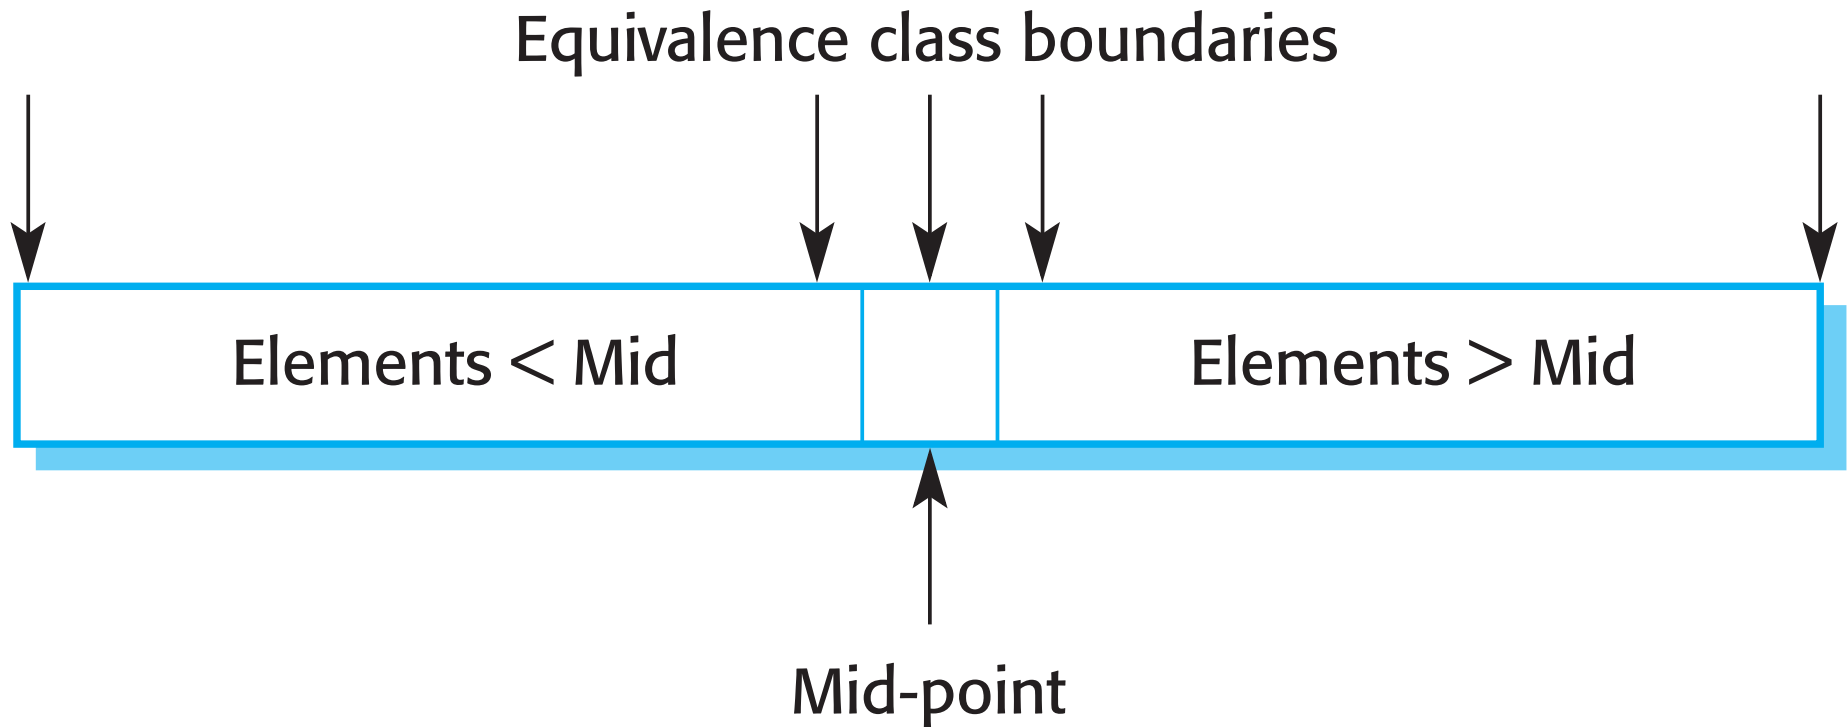 Equivalence class boundaries
Elements < Mid
Elements > Mid
Mid-point